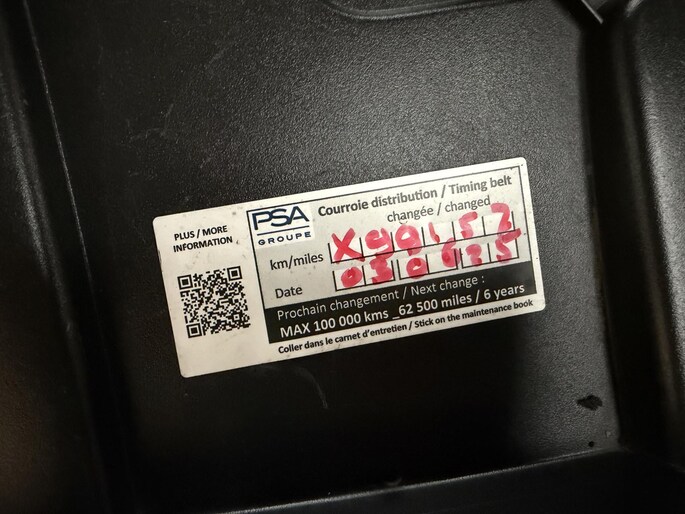 PLUS / MORE
INFORMATION
PSA
GROUPE
Courroie distribution / Timing belt
changée / changed
km/miles
Date
Prochain changement / Next change :
MAX 100 000 kms _62 500 miles / 6 years
Coller dans le carnet d'entretien / Stick on the maintenance book